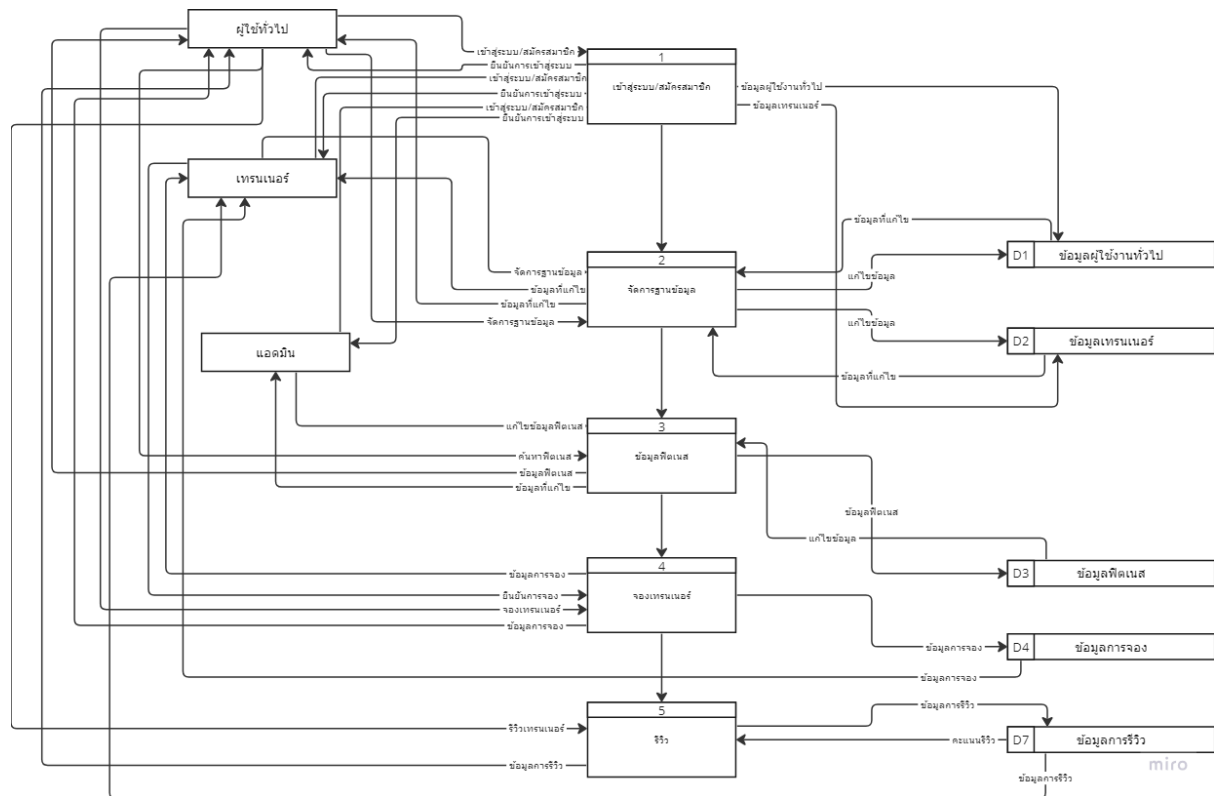 ผู้ใช้ทั่วไป
เข้าสู่ระบบ/สมัครสมาชิก
ยืนยันการเข้าสู่ระบบ
เข้าสู่ระบบ/สมัครสมาชิก
ยืนยันการเข้าสู่ระบบ
เข้าสู่ระบบ/สมัครสมาชิก
ยืนยันการเข้าสู่ระบบ
1
เข้าสู่ระบบ/สมัครสมาชิก
ข้อมูลผู้ใช้งานทั่วไป
ข้อมูลเทรนเนอร์
เทรนเนอร์
ข้อมูลที่แก้ไข
แก้ไขข้อมูล
D1 ข้อมูลผู้ใช้งานทั่วไป
2
จัดการฐานข้อมูล
จัดการฐานข้อมูล
ข้อมูลที่แก้ไข
ข้อมูลที่แก้ไข
จัดการฐานข้อมูล
แก้ไขข้อมูล
D2 ข้อมูลเทรนเนอร์
ข้อมูลที่แก้ไข
แอดมิน
แก้ไขข้อมูลฟิตเนส
ค้นหาฟิตเนส
ข้อมูลฟิตเนส
ข้อมูลที่แก้ไข
3
ข้อมูลฟิตเนส
ข้อมูลฟิตเนส
แก้ไขข้อมูล
D3 ข้อมูลฟิตเนส
4
จองเทรนเนอร์
ข้อมูลการจอง
ยืนยันการจอง
จองเทรนเนอร์
ข้อมูลการจอง
ข้อมูลการจอง
D4 ข้อมูลการจอง
ข้อมูลการจอง
5
รีวิว
รีวิวเทรนเนอร์
ข้อมูลการรีวิว
ข้อมูลการรีวิว
คะแนนรีวิว
D7 ข้อมูลการรีวิว
ข้อมูลการรีวิว
miro